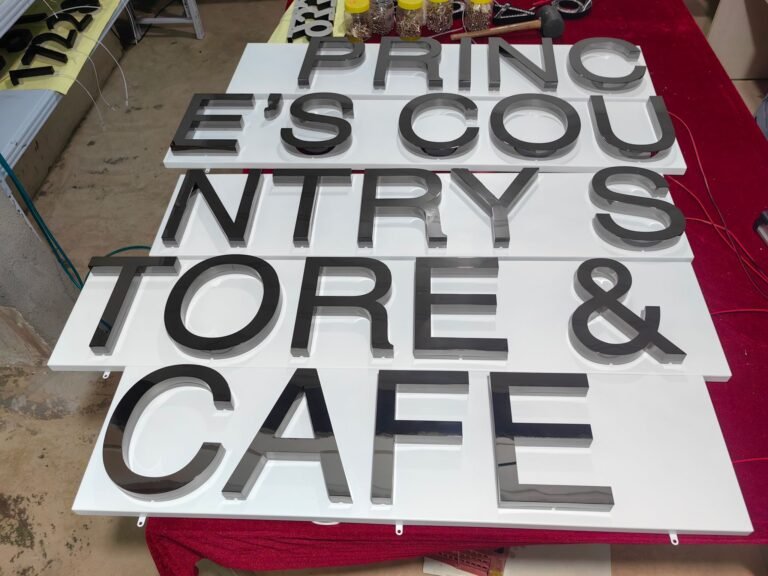 PRINC
E'S COU
NTRY S
TORE &
CAFE